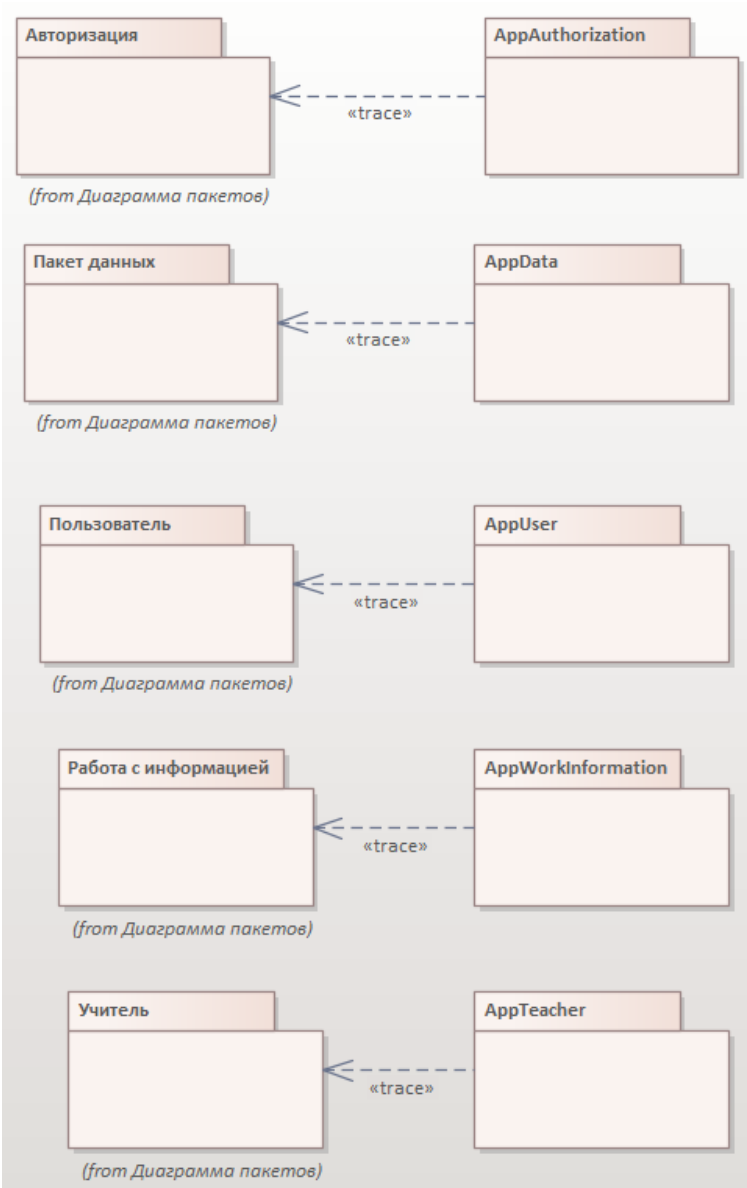 Авторизация
AppAuthorization
«trace»
(from Диаграмма пакетов)
Пакет данных
AppData
«trace»
(from Диаграмма пакетов)
Пользователь
AppUser
«trace»
(from Диаграмма пакетов)
Работа с информацией
AppWorkInformation
«trace»
(from Диаграмма пакетов)
Учитель
AppTeacher
«trace»
(from Диаграмма пакетов)